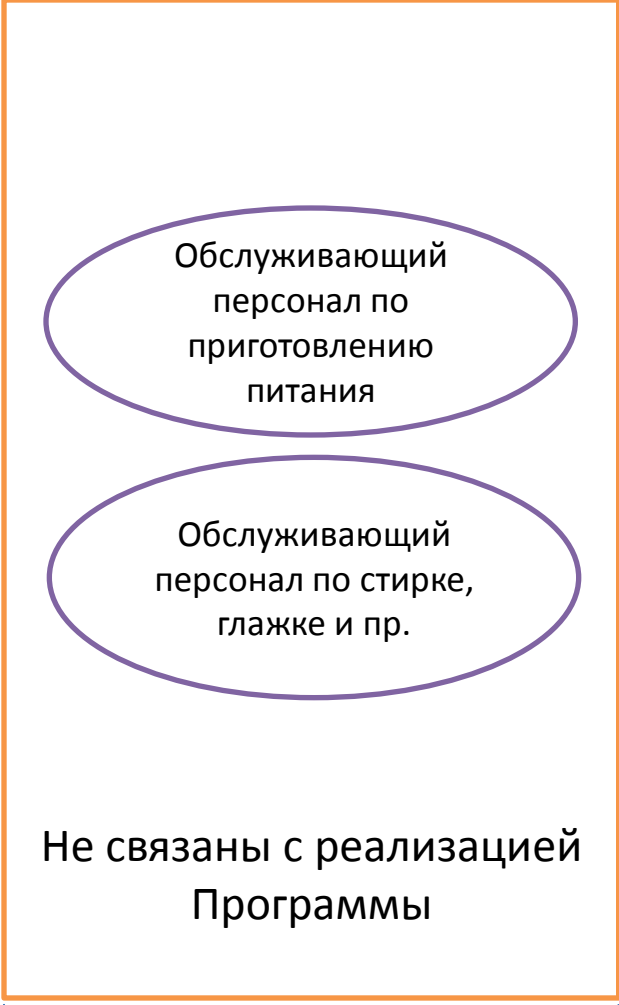 Обслуживающий
персонал по
приготовлению
питания
Обслуживающий
персонал по стирке,
глажке и пр.
Не связаны с реализацией
Программы